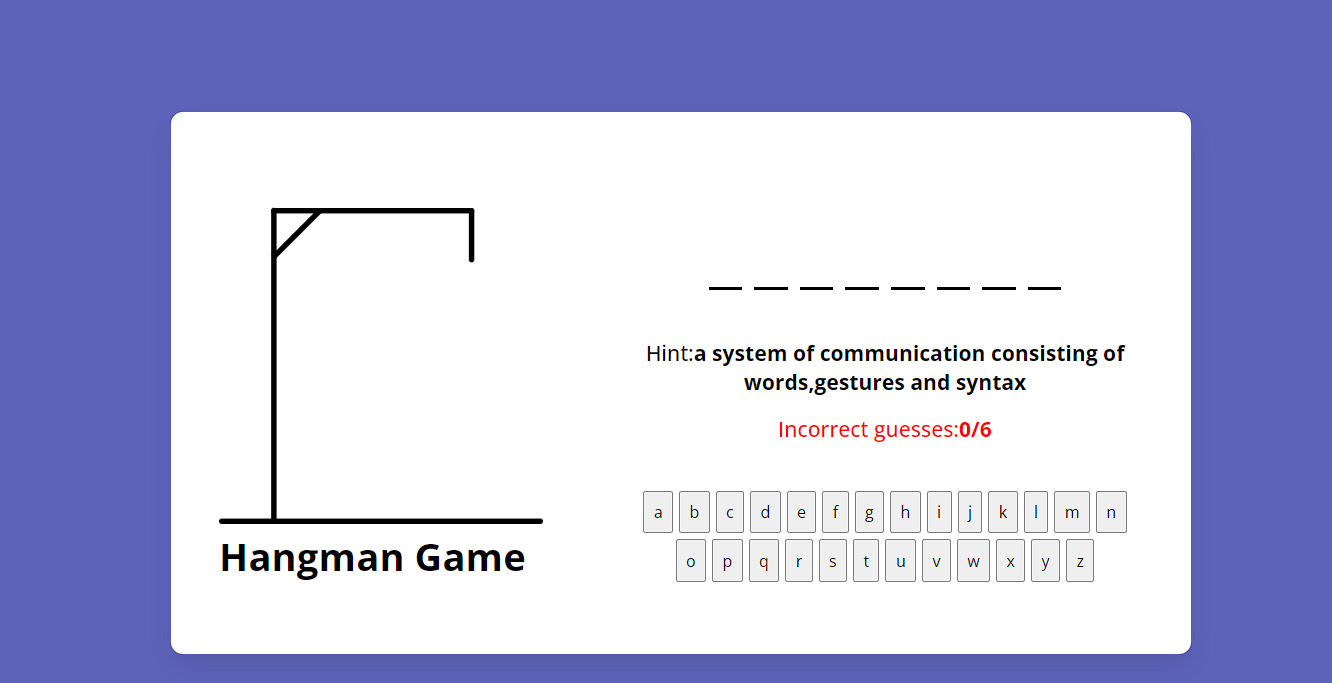 Hint:a system of communication consisting of
words,gestures and syntax
Incorrect guesses:0/6
a b c d e f g h i j k l m n
o p q r s t u v w x y z
Hangman Game